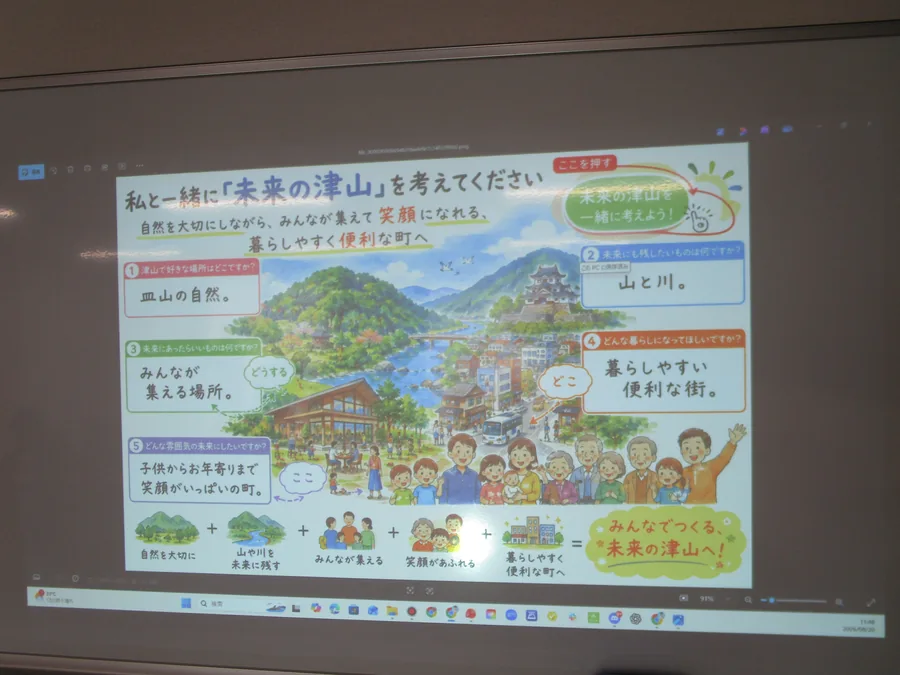 私と一緒に「未来の津山」を考えてください
ここを押す
未来の津山を
一緒に考えよう!
自然を大切にしながら、みんなが集えて笑顔になれる、
暮らしやすく便利な町へ
1 津山で好きな場所はどこですか?
皿山の自然。
2 未来にも残したいものは何ですか?
山と川。
3 未来にあったらいいものは何ですか?
みんなが
集える場所。
どうする
4 どんな暮らしになってほしいですか?
暮らしやすい
便利な街。
どこ
5 どんな雰囲気の未来にしたいですか?
子供からお年寄りまで
笑顔がいっぱいの町。
ここ
自然を大切に
+
山や川を
未来に残す
+
みんなが集える
+
笑顔があふれる
+
暮らしやすく
便利な町へ
=
みんなでつくる、
未来の津山へ!
91%
検索